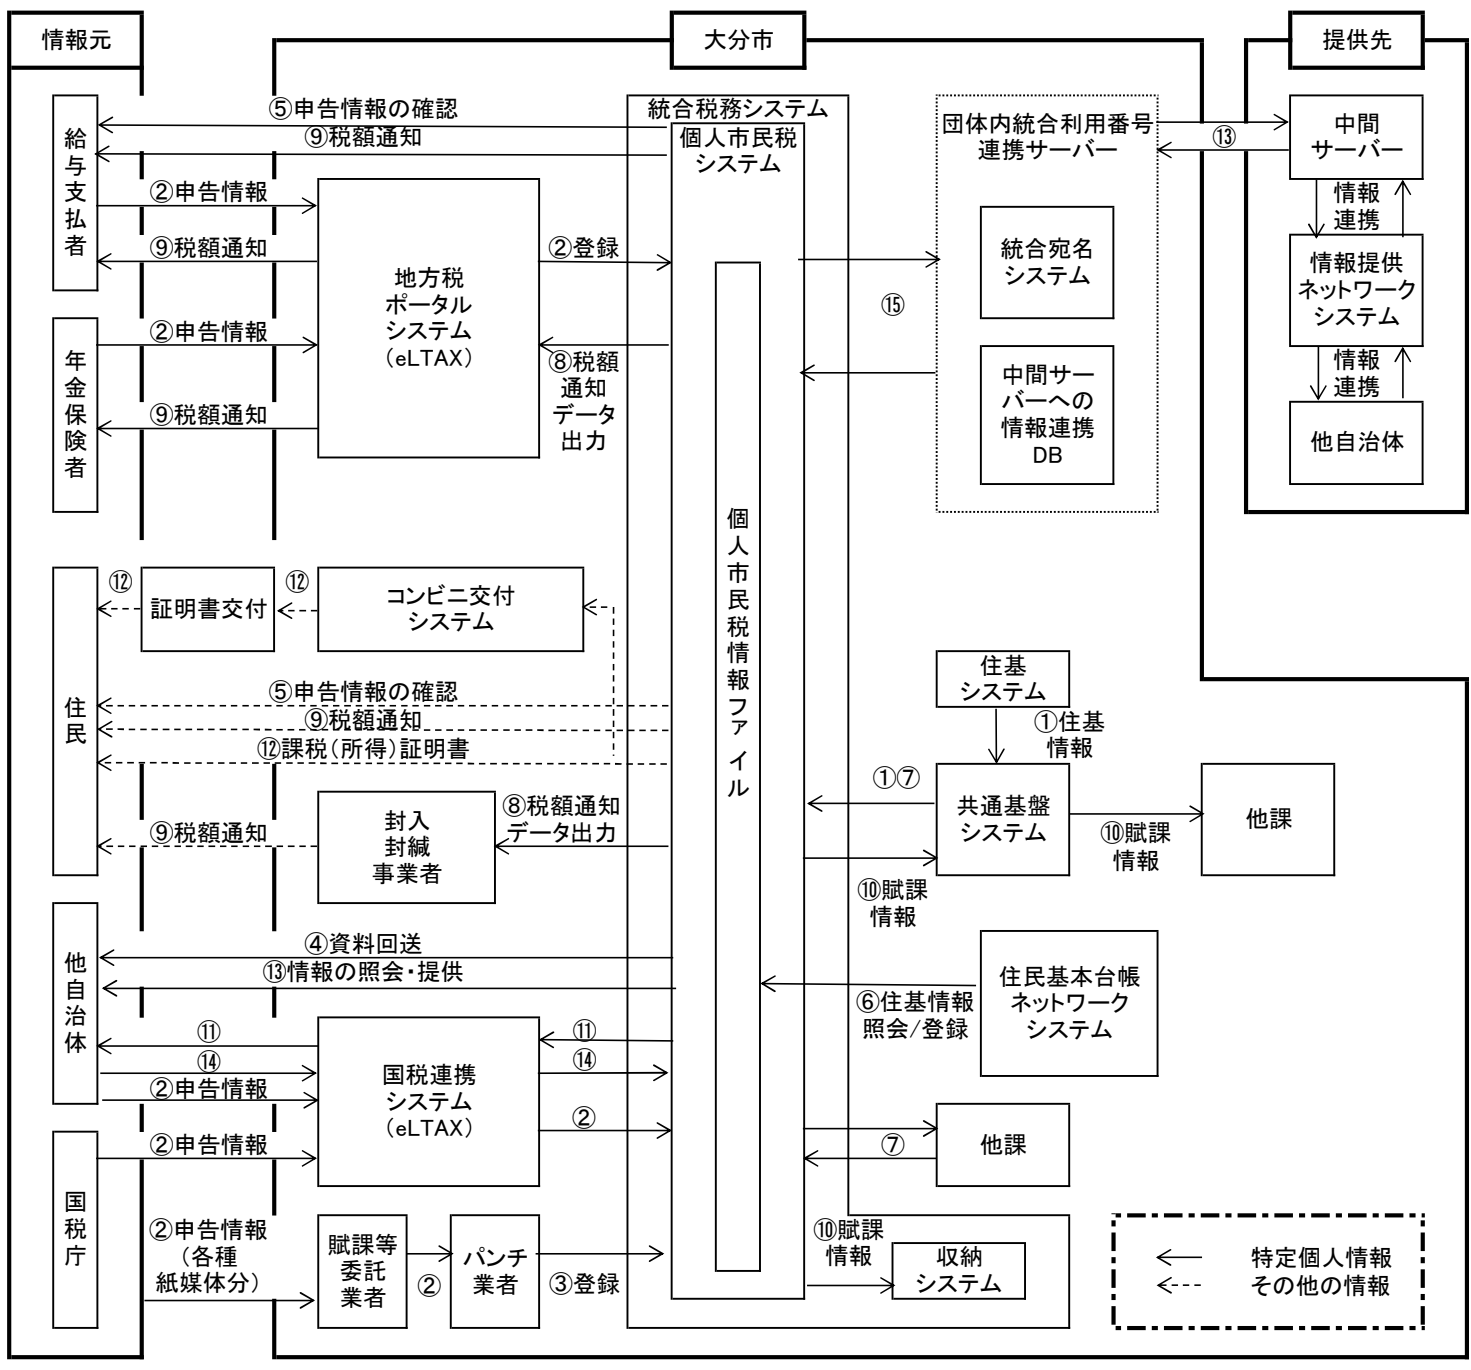 情報元
大分市
提供先
給与支払者
年金保険者
住民
他自治体
国税庁
⑤申告情報の確認
⑨税額通知
②申告情報
⑨税額通知
②申告情報
⑨税額通知
地方税
ポータル
システム
（eLTAX）
②登録
⑧税額
通知
データ
出力
統合税務システム
個人市民税
システム
個人市民税情報ファイル
団体内統合利用番号
連携サーバー
統合宛名
システム
中間サー
バーへの
情報連携
DB
⑮
⑬
中間
サーバー
情報
連携
情報提供
ネットワーク
システム
情報
連携
他自治体
⑫
証明書交付
⑫
コンビニ交付
システム
⑤申告情報の確認
⑨税額通知
⑫課税（所得）証明書
⑨税額通知
封入
封緘
事業者
⑧税額通知
データ出力
住基
システム
①住基
情報
①⑦
共通基盤
システム
⑩賦課
情報
他課
⑩賦課
情報
④資料回送
⑬情報の照会・提供
⑪
⑭
②申告情報
②申告情報
国税連携
システム
（eLTAX）
⑪
⑭
②
⑥住基情報
照会/登録
住民基本台帳
ネットワーク
システム
⑦
他課
②申告情報
（各種
紙媒体分）
賦課等
委託
業者
②
パンチ
業者
③登録
⑩賦課
情報
収納
システム
特定個人情報
その他の情報